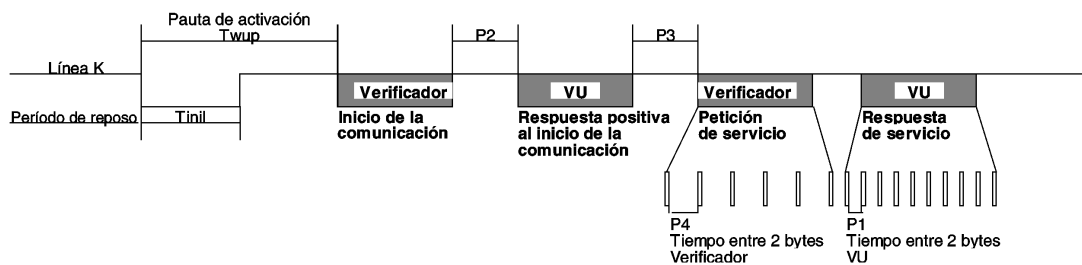 Pauta de activación
Twup
P2
P3
Línea K
Verificador
VU
Verificador
VU
Período de reposo
Tinil
Inicio de la
comunicación
Respuesta positiva
al inicio de la
comunicación
Petición
de servicio
Respuesta
de servicio
P4
Tiempo entre 2 bytes
Verificador
P1
Tiempo entre 2 bytes
VU